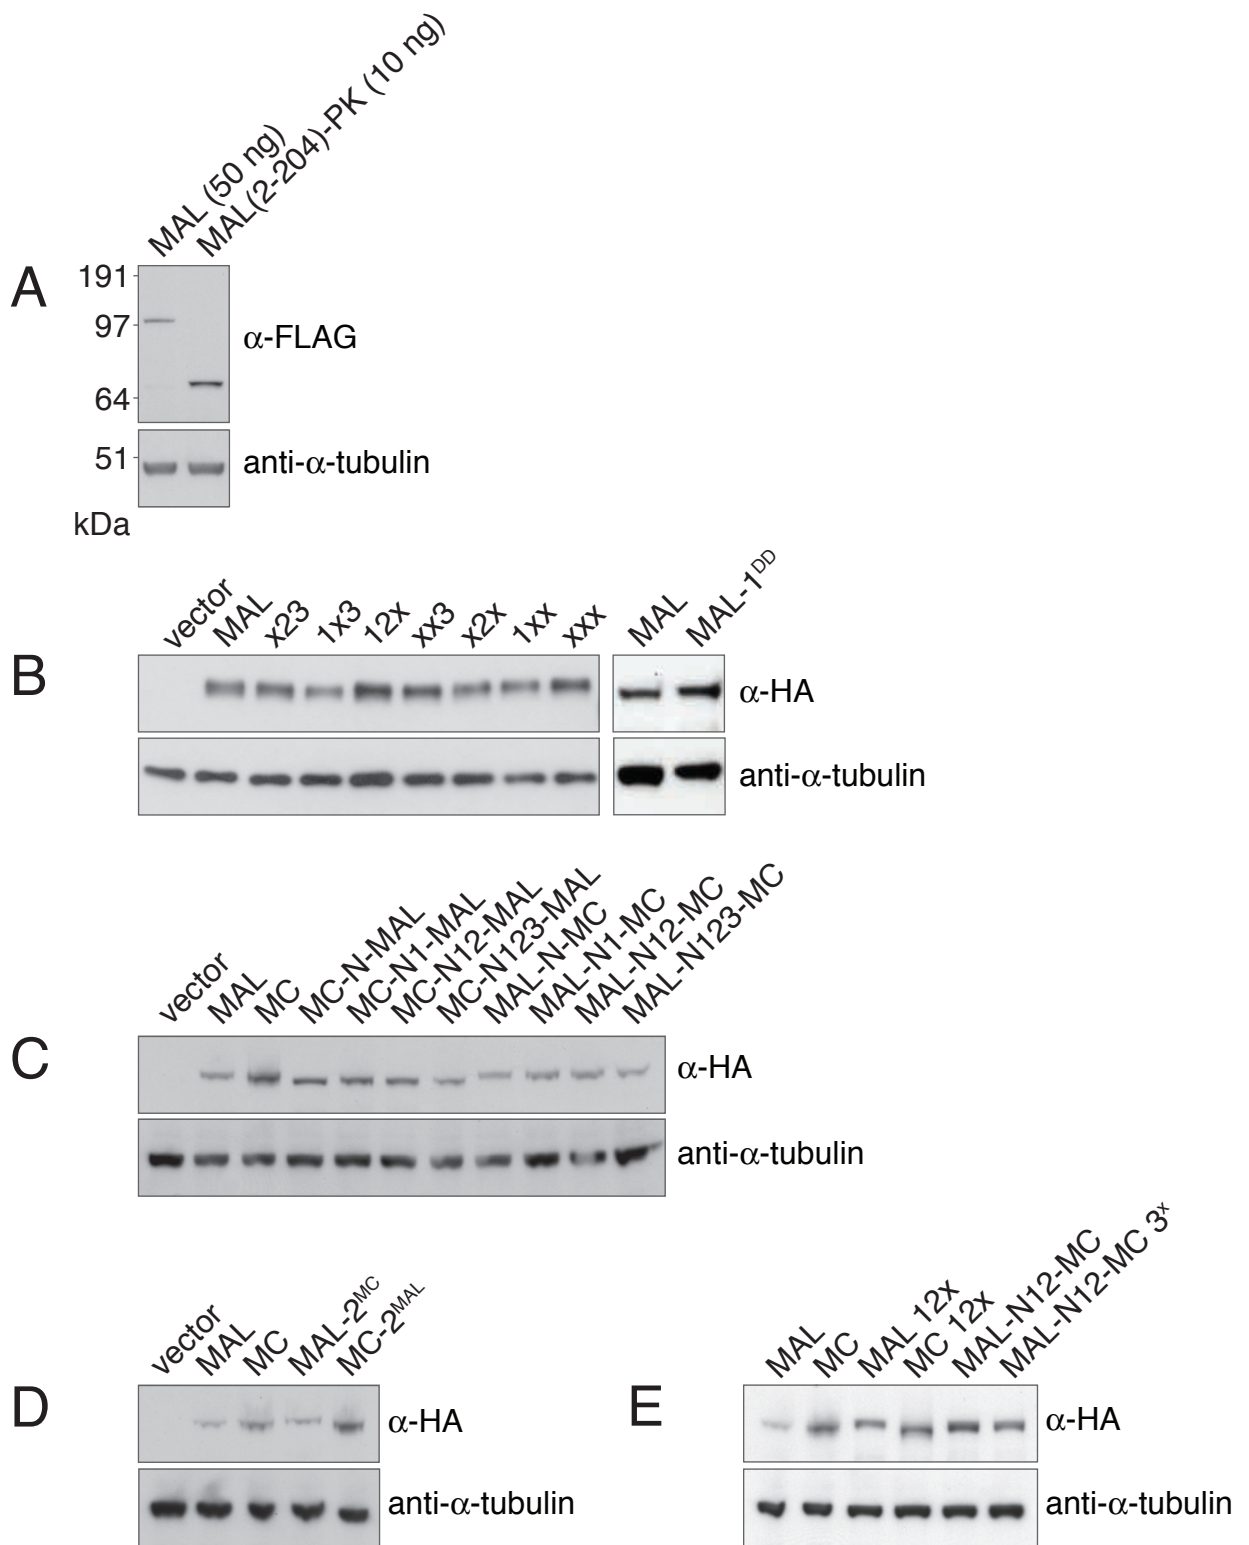 MAL (50 ng)
MAL(2-204)-PK (10 ng)
A
191
97
64
51
kDa
α-FLAG
anti-α-tubulin
B
vector
MAL
x23
1x3
12x
xx3
x2x
1xx
xxx
MAL
MAL-1ᴰᴰ
α-HA
anti-α-tubulin
C
vector
MAL
MC
MC-N-MAL
MC-N1-MAL
MC-N12-MAL
MC-N123-MAL
MAL-N-MC
MAL-N1-MC
MAL-N12-MC
MAL-N123-MC
α-HA
anti-α-tubulin
D
vector
MAL
MC
MAL-2ᴹC
MC-2ᴹᴬᴸ
α-HA
anti-α-tubulin
E
MAL
MC
MAL 12x
MC 12x
MAL-N12-MC
MAL-N12-MC 3ˣ
α-HA
anti-α-tubulin